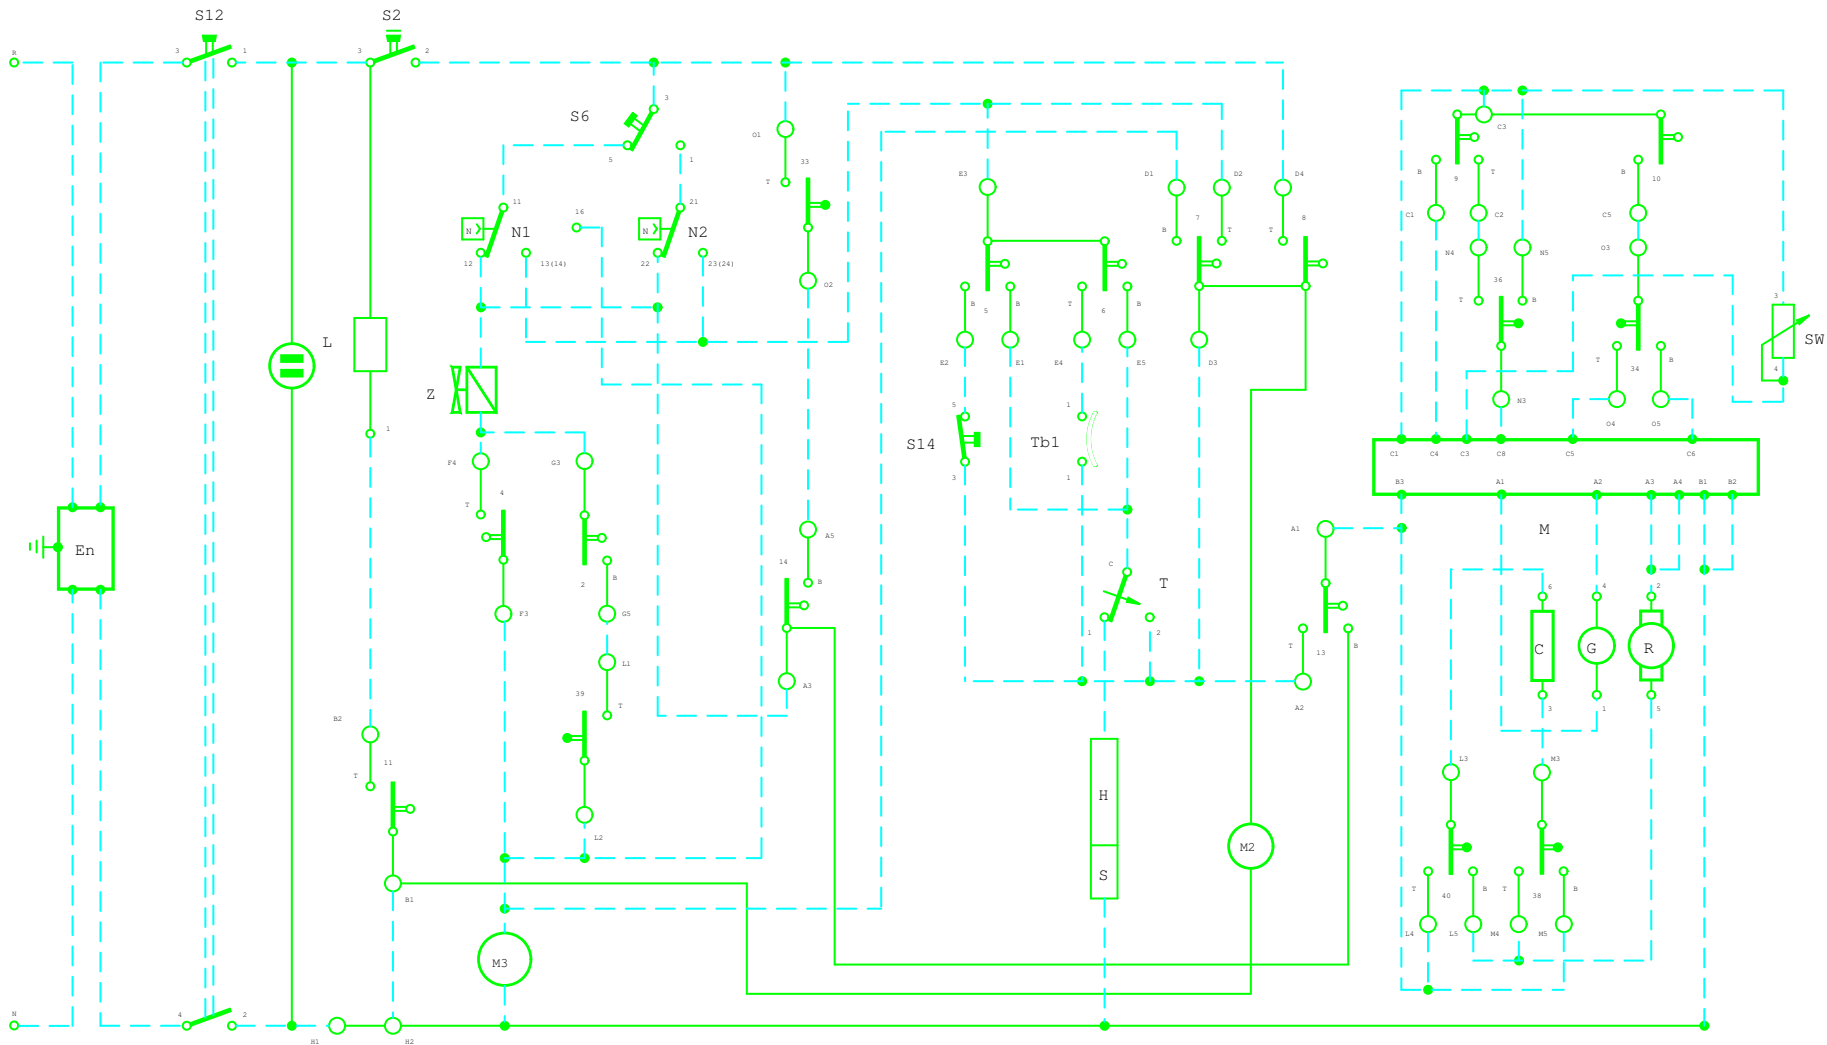 S12
S2
R
3
1
3
2
S6
3
5
1
O1
33
T
C3
B
9
T
B
10
11
16
21
N
N1
N
N2
12
13(14)
22
23(24)
E3
D1
D2
D4
B
7
T
T
8
C1
C2
C5
N4
N5
O3
O2
36
T
B
B
5
B
T
6
B
3
SW
4
L
E2
E1
E4
E5
D3
T
34
B
Z
N3
O4
O5
5
S14
3
1
Tb1
1
1
F4
G3
C1
C4
C3
C8
C5
C6
B3
A1
A2
A3
A4
B1
B2
M
T
4
En
2
B
14
A5
B
A1
C
T
1
2
F3
G5
L1
39
T
A3
T
13
B
A2
6
4
2
C
G
R
3
1
5
B2
T
11
L3
M3
H
S
M2
L2
B1
T
40
B
T
38
B
L4
L5
M4
M5
M3
N
4
2
H1
H2